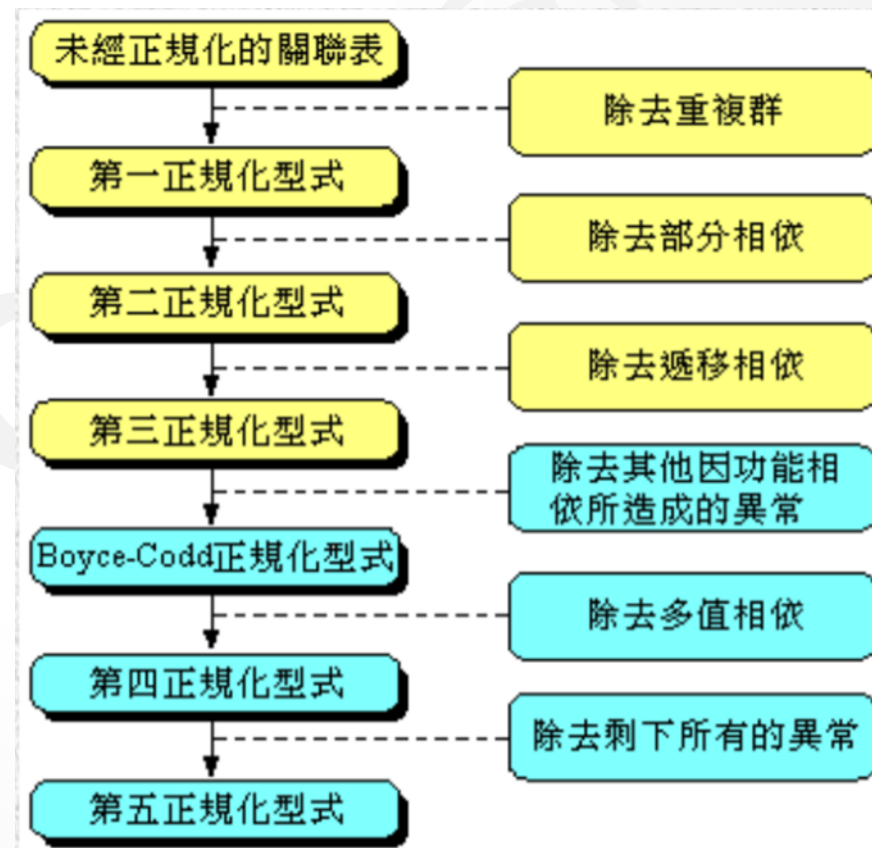 未經正規化的關聯表
除去重複群
第一正規化型式
除去部分相依
第二正規化型式
除去遞移相依
第三正規化型式
除去其他因功能相
依所造成的異常
Boyce-Codd正規化型式
除去多值相依
第四正規化型式
除去剩下所有的異常
第五正規化型式